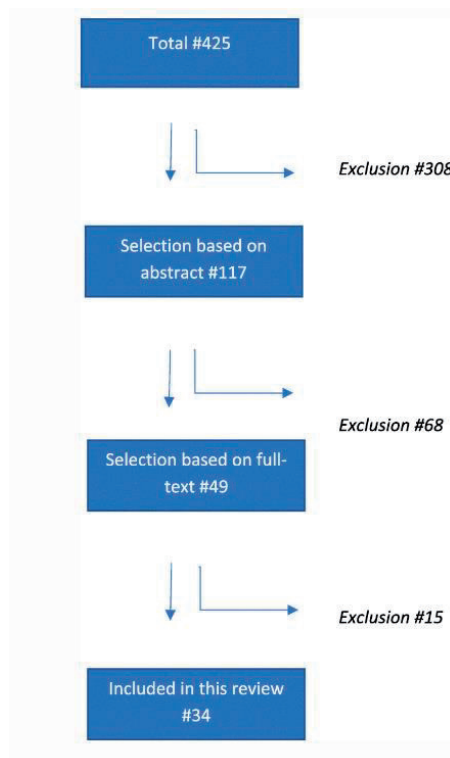 Total #425
Exclusion #308
Selection based on
abstract #117
Exclusion #68
Selection based on full-
text #49
Exclusion #15
Included in this review
#34